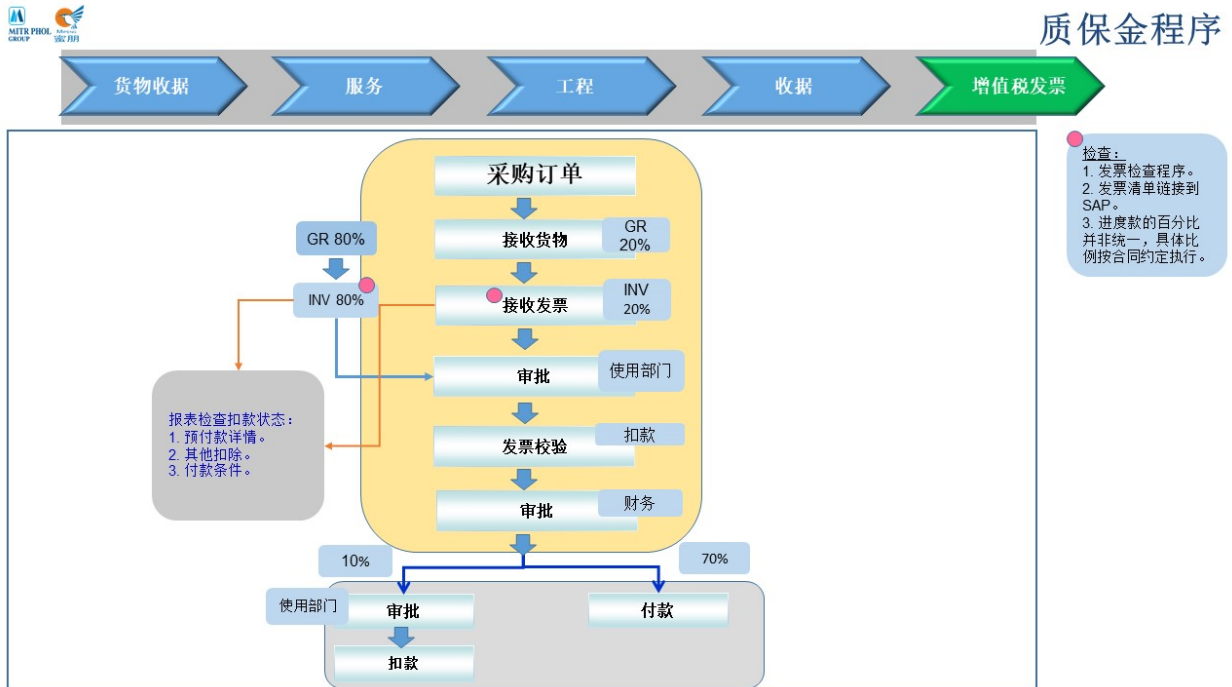 MITR PHOL
GROUP
MITPHOL
蜜朋
质保金程序
货物收据
服务
工程
收据
增值税发票
检查：
1. 发票检查程序。
2. 发票清单链接到
SAP。
3. 进度款的百分比
并非统一，具体比
例按合同约定执行。
采购订单
接收货物
GR
20%
GR 80%
INV 80%
接收发票
INV
20%
审批
使用部门
报表检查扣款状态：
1. 预付款详情。
2. 其他扣除。
3. 付款条件。
发票校验
扣款
审批
财务
10%
70%
使用部门
审批
付款
扣款